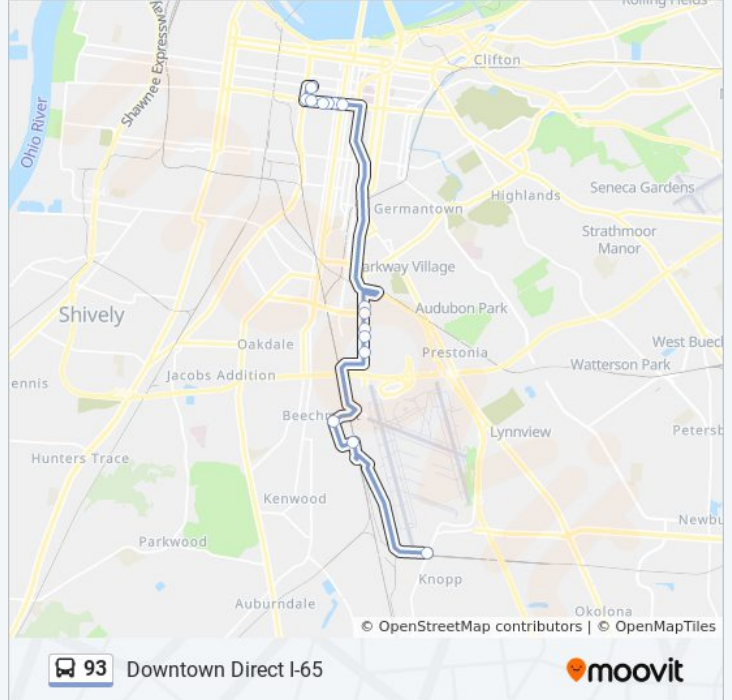 Rolling Fields
Shawnee Expressway
Clifton
Ohio River
Seneca Gardens
Highlands
Germantown
Strathmoor
Manor
arkway Village
Shively
Audubon Park
Oakdale
Prestonia
West Buec
Watterson Park
Jacobs Addition
ennis
Beechm
Lynnview
Petersb
Hunters Trace
Kenwood
Newbu
Parkwood
Knopp
Auburndale
Okolona
© OpenStreetMap contributors | © OpenMapTiles
93 Downtown Direct I-65
moovit